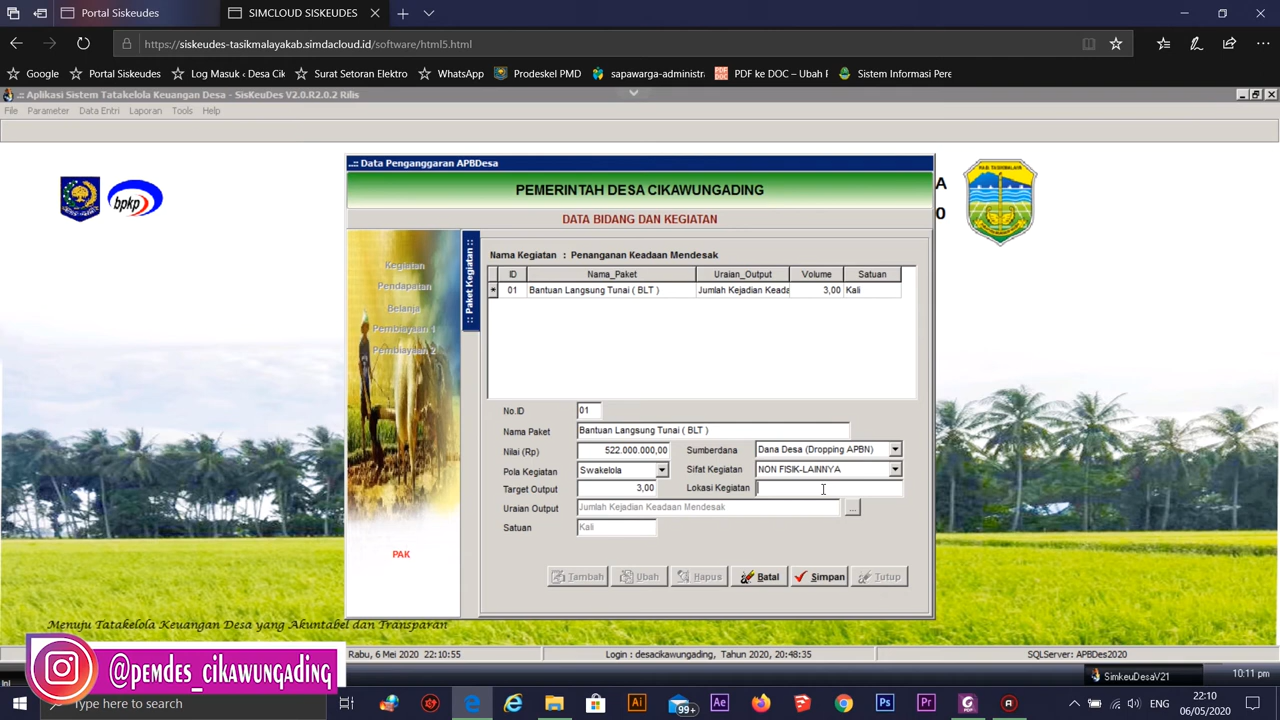 Portal Siskeudes
SIMCLOUD SISKEUDES
https://siskeudes-tasikmalayakab.simdacloud.id/software/html5.html
Google
Portal Siskeudes
Log Masuk ‹ Desa Cik
Surat Setoran Elektro
WhatsApp
Prodeskel PMD
sapawarga-administr
PDF ke DOC – Ubah F
Sistem Informasi Pere
.:: Aplikasi Sistem Tatakelola Keuangan Desa - SisKeuDes V2.0.R2.0.2 Rilis
File Parameter Data Entri Laporan Tools Help
..:: Data Penganggaran APBDesa
PEMERINTAH DESA CIKAWUNGADING
A
0
bpkp
KAB. TASIKMALAYA
DATA BIDANG DAN KEGIATAN
Kegiatan
Pendapatan
Belanja
Pembiayaan 1
Pembiayaan 2
PAK
:: Paket Kegiatan ::
Nama Kegiatan : Penanganan Keadaan Mendesak
ID Nama_Paket Uraian_Output Volume Satuan
* 01 Bantuan Langsung Tunai ( BLT ) Jumlah Kejadian Keada 3,00 Kali
No.ID 01
Nama Paket Bantuan Langsung Tunai ( BLT )
Nilai (Rp) 522.000.000,00 Sumberdana Dana Desa (Dropping APBN)
Pola Kegiatan Swakelola Sifat Kegiatan NON FISIK-LAINNYA
Target Output 3,00 Lokasi Kegiatan
Uraian Output Jumlah Kejadian Keadaan Mendesak ...
Satuan Kali
Tambah Ubah Hapus Batal Simpan Tutup
Menuju Tatakelola Keuangan Desa yang Akuntabel dan Transparan
Rabu, 6 Mei 2020 22:10:55
Login : desacikawungading, Tahun 2020, 20:48:35
SQLServer: APBDes2020
@pemdes_cikawungading
SimkeuDesaV21
10:11 pm
Type here to search
Ai
99+
Ae
Ps
Pr
ENG
22:10
06/05/2020